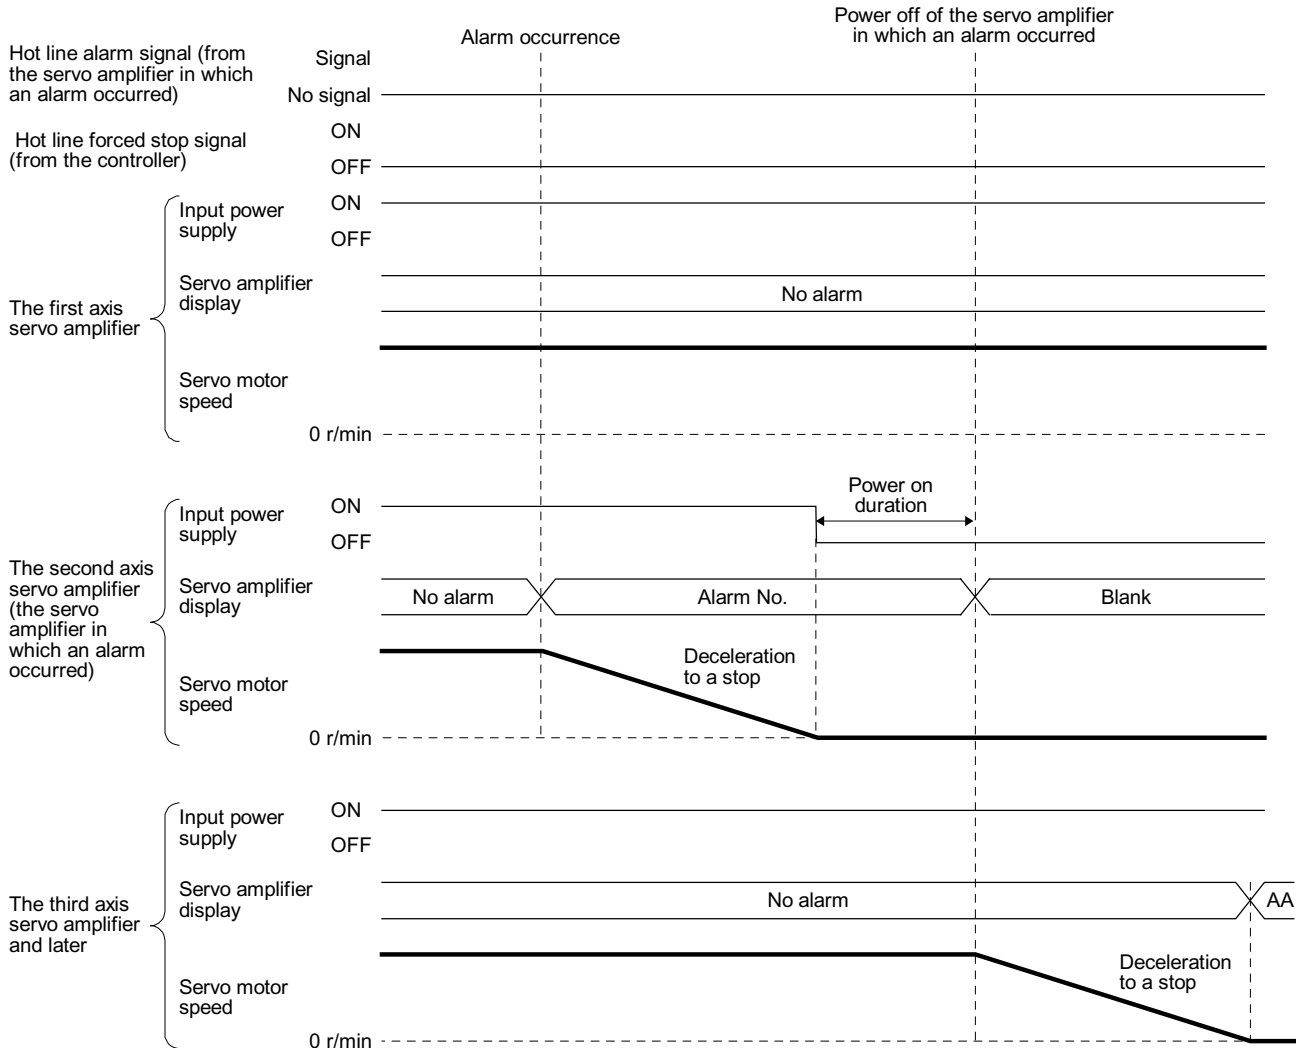 Power off of the servo amplifier
in which an alarm occurred
Alarm occurrence
Hot line alarm signal (from
the servo amplifier in which
an alarm occurred)
Signal
No signal
Hot line forced stop signal
(from the controller)
ON
OFF
The first axis
servo amplifier
Input power
supply
ON
OFF
Servo amplifier
display
No alarm
Servo motor
speed
0 r/min
The second axis
servo amplifier
(the servo
amplifier in
which an alarm
occurred)
Input power
supply
ON
OFF
Power on
duration
Servo amplifier
display
No alarm
Alarm No.
Blank
Servo motor
speed
Deceleration
to a stop
0 r/min
The third axis
servo amplifier
and later
Input power
supply
ON
OFF
Servo amplifier
display
No alarm
AA
Servo motor
speed
Deceleration
to a stop
0 r/min